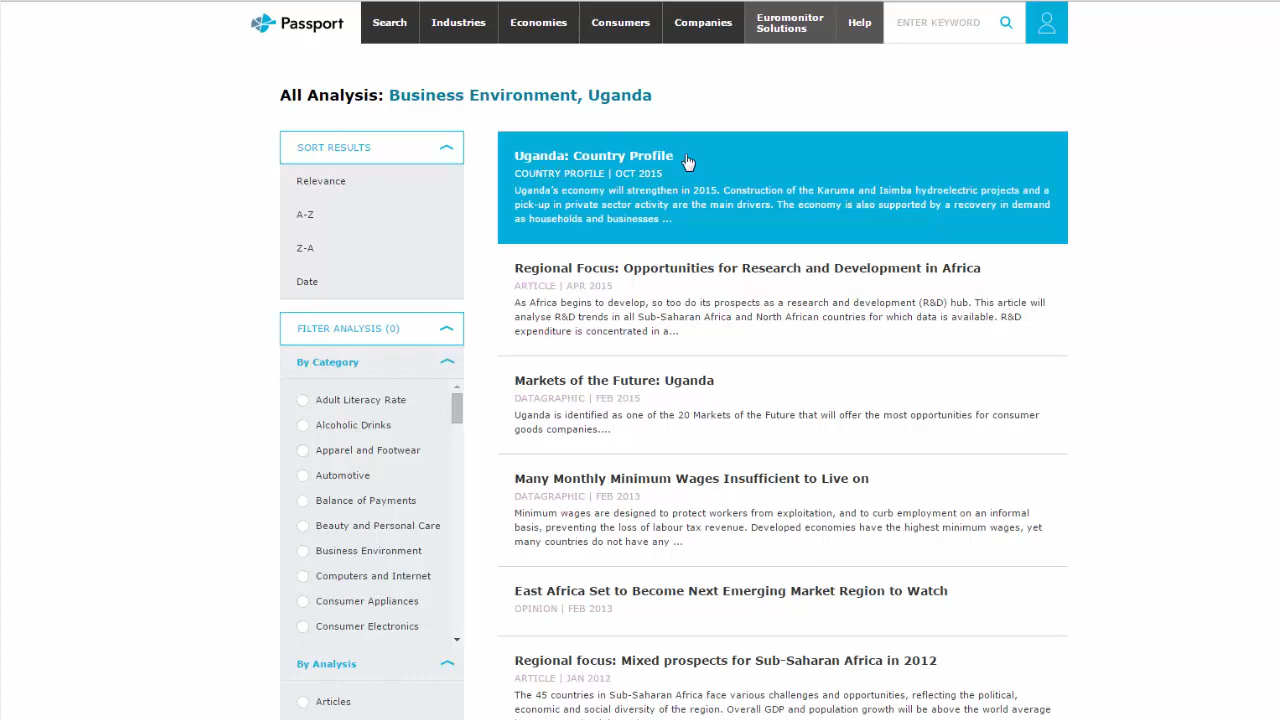 Passport
Search
Industries
Economies
Consumers
Companies
Euromonitor
Solutions
Help
ENTER KEYWORD
All Analysis: Business Environment, Uganda
SORT RESULTS
Relevance
A-Z
Z-A
Date
FILTER ANALYSIS (0)
By Category
Adult Literacy Rate
Alcoholic Drinks
Apparel and Footwear
Automotive
Balance of Payments
Beauty and Personal Care
Business Environment
Computers and Internet
Consumer Appliances
Consumer Electronics
By Analysis
Articles
Uganda: Country Profile
COUNTRY PROFILE | OCT 2015
Uganda's economy will strengthen in 2015. Construction of the Karuma and Isimba hydroelectric projects and a
pick-up in private sector activity are the main drivers. The economy is also supported by a recovery in demand
as households and businesses ...
Regional Focus: Opportunities for Research and Development in Africa
ARTICLE | APR 2015
As Africa begins to develop, so too do its prospects as a research and development (R&D) hub. This article will
analyse R&D trends in all Sub-Saharan Africa and North African countries for which data is available. R&D
expenditure is concentrated in a...
Markets of the Future: Uganda
DATAGRAPHIC | FEB 2015
Uganda is identified as one of the 20 Markets of the Future that will offer the most opportunities for consumer
goods companies....
Many Monthly Minimum Wages Insufficient to Live on
DATAGRAPHIC | FEB 2013
Minimum wages are designed to protect workers from exploitation, and to curb employment on an informal
basis, preventing the loss of labour tax revenue. Developed economies have the highest minimum wages, yet
many countries do not have any ...
East Africa Set to Become Next Emerging Market Region to Watch
OPINION | FEB 2013
Regional focus: Mixed prospects for Sub-Saharan Africa in 2012
ARTICLE | JAN 2012
The 45 countries in Sub-Saharan Africa face various challenges and opportunities, reflecting the political,
economic and social diversity of the region. Overall GDP and population growth will be above the world average